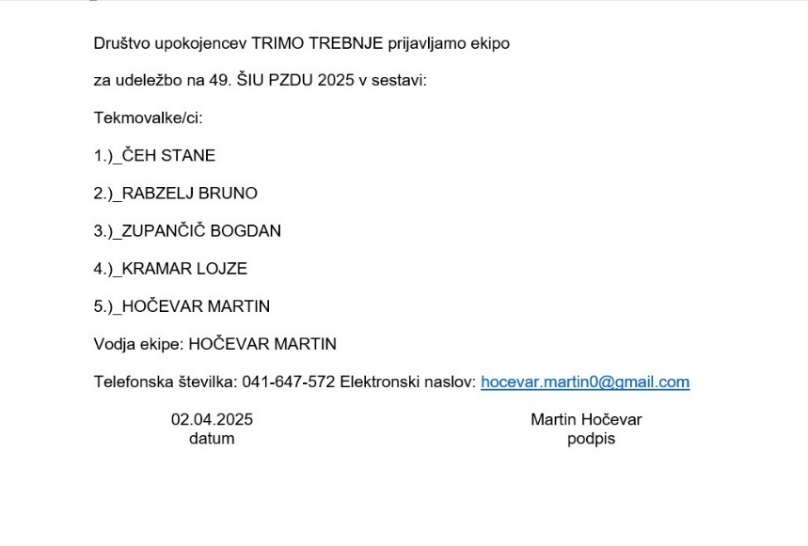 Društvo upokojencev TRIMO TREBNJE prijavljamo ekipo
za udeležbo na 49. ŠIU PZDU 2025 v sestavi:
Tekmovalke/ci:
1.)_ČEH STANE
2.)_RABZELJ BRUNO
3.)_ZUPANČIČ BOGDAN
4.)_KRAMAR LOJZE
5.)_HOČEVAR MARTIN
Vodja ekipe: HOČEVAR MARTIN
Telefonska številka: 041-647-572 Elektronski naslov: hocevar.martin0@gmail.com
02.04.2025 Martin Hočevar
datum podpis